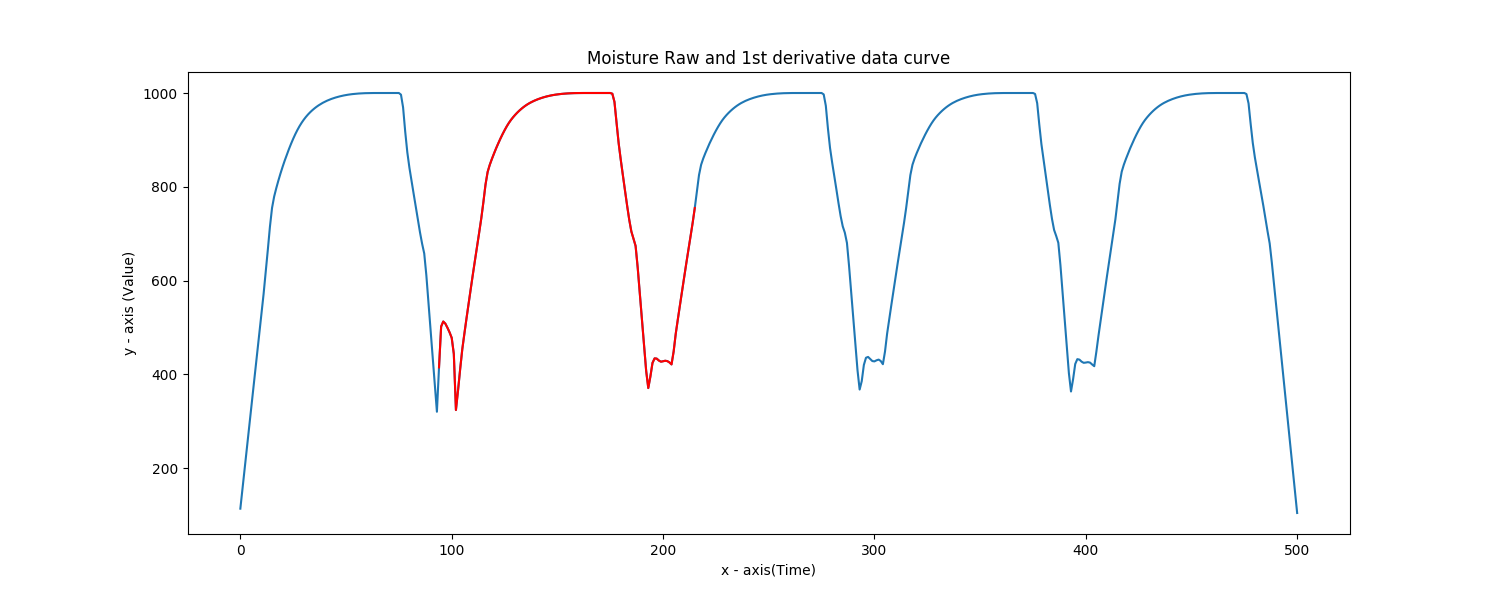 Moisture Raw and 1st derivative data curve
1000
800
600
400
200
y - axis (Value)
0 100 200 300 400 500
x - axis(Time)